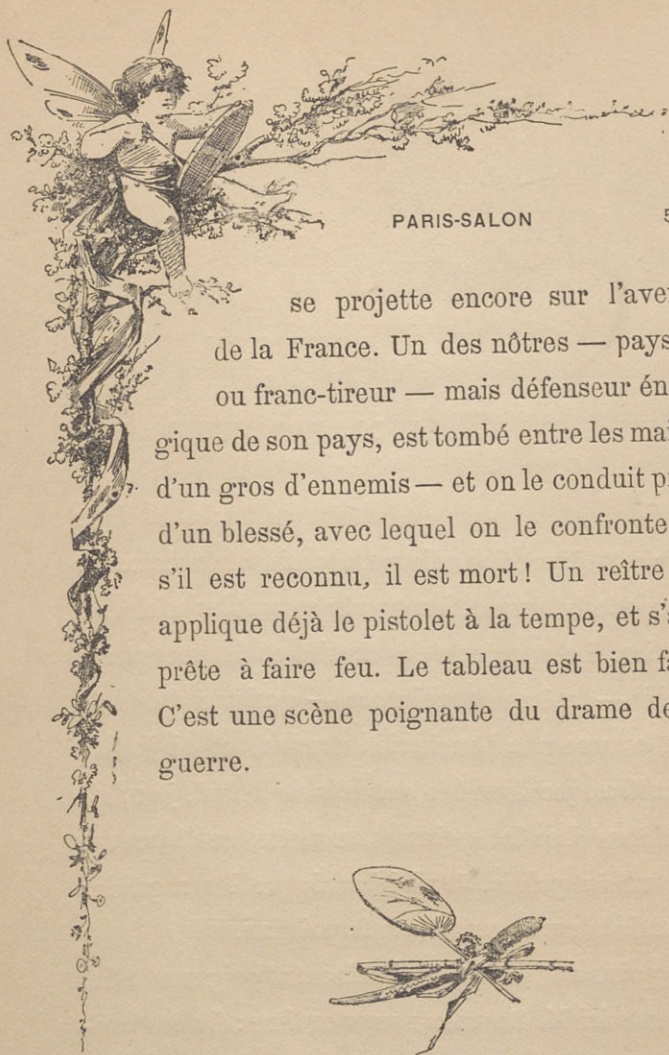 PARIS-SALON 5
se projette encore sur l'ave
de la France. Un des nôtres — pays
ou franc-tireur — mais défenseur én
gique de son pays, est tombé entre les mai
d'un gros d'ennemis — et on le conduit p
d'un blessé, avec lequel on le confronte
s'il est reconnu, il est mort ! Un reître
applique déjà le pistolet à la tempe, et s'
prête à faire feu. Le tableau est bien fa
C'est une scène poignante du drame de
guerre.